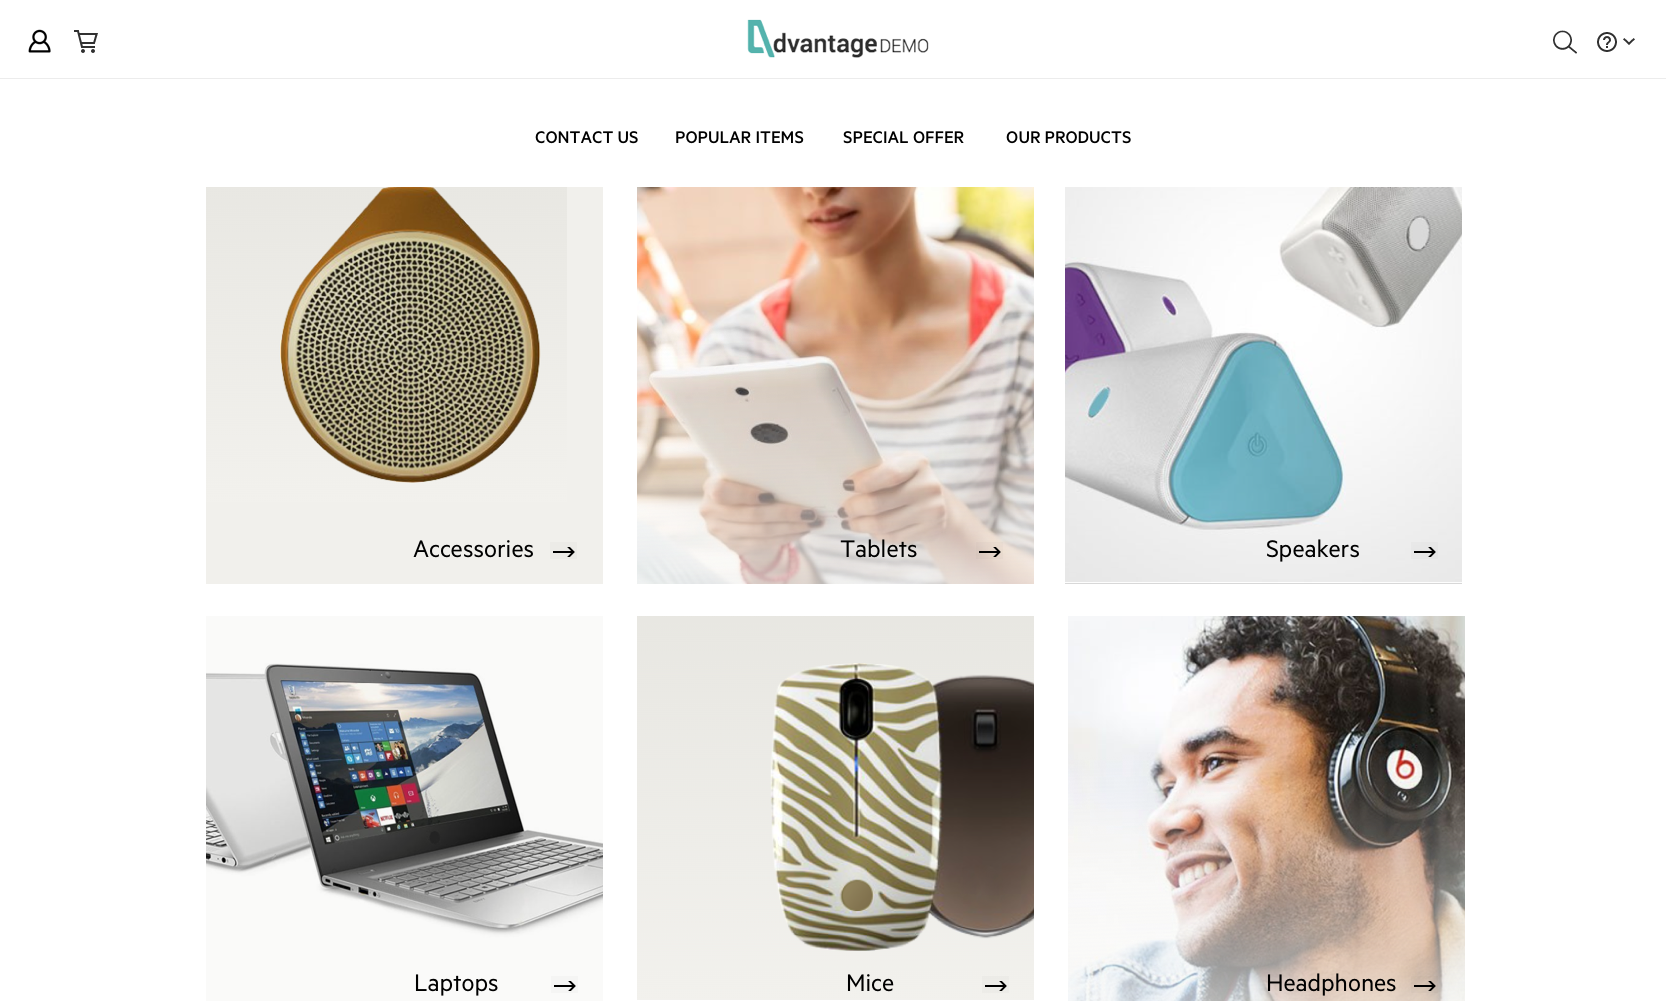 dvantage DEMO
CONTACT US POPULAR ITEMS SPECIAL OFFER OUR PRODUCTS
Accessories
Tablets
Speakers
Laptops
Mice
Headphones